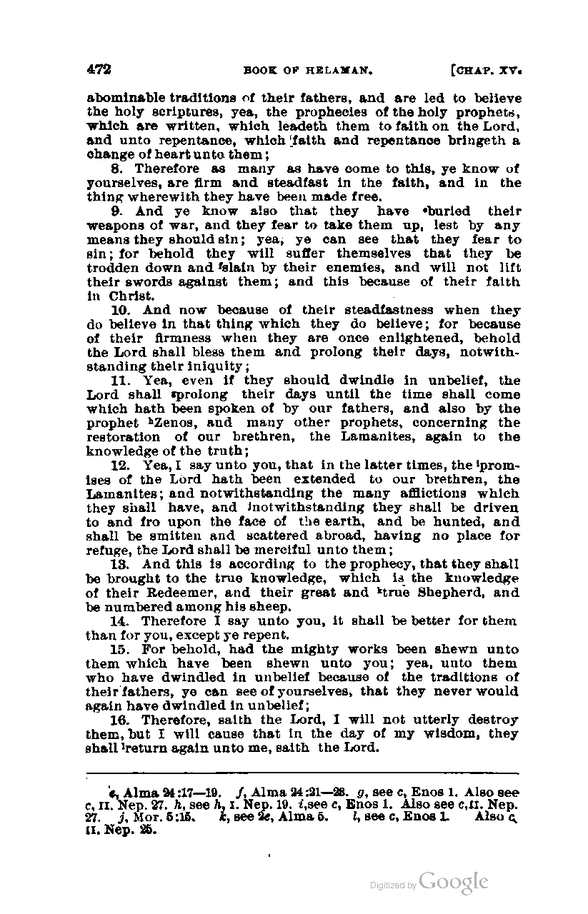 472 BOOK OF HELAMAN. [CHAP. XV.
abominable traditions of their fathers, and are led to believe
the holy scriptures, yea, the prophecies of the holy prophets,
which are written, which leadeth them to faith on the Lord,
and unto repentance, which faith and repentance bringeth a
change of heart unto them;
8. Therefore as many as have come to this, ye know of
yourselves, are firm and steadfast in the faith, and in the
thing wherewith they have been made free.
9. And ye know also that they have ᵉburied their
weapons of war, and they fear to take them up, lest by any
means they should sin; yea, ye can see that they fear to
sin; for behold they will suffer themselves that they be
trodden down and ᶠslain by their enemies, and will not lift
their swords against them; and this because of their faith
in Christ.
10. And now because of their steadfastness when they
do believe in that thing which they do believe; for because
of their firmness when they are once enlightened, behold
the Lord shall bless them and prolong their days, notwith-
standing their iniquity;
11. Yea, even if they should dwindle in unbelief, the
Lord shall ᵍprolong their days until the time shall come
which hath been spoken of by our fathers, and also by the
prophet ʰZenos, and many other prophets, concerning the
restoration of our brethren, the Lamanites, again to the
knowledge of the truth;
12. Yea, I say unto you, that in the latter times, the ⁱprom-
ises of the Lord hath been extended to our brethren, the
Lamanites; and notwithstanding the many afflictions which
they shall have, and ʲnotwithstanding they shall be driven
to and fro upon the face of the earth, and be hunted, and
shall be smitten and scattered abroad, having no place for
refuge, the Lord shall be merciful unto them;
13. And this is according to the prophecy, that they shall
be brought to the true knowledge, which is the knowledge
of their Redeemer, and their great and ᵏtrue Shepherd, and
be numbered among his sheep.
14. Therefore I say unto you, it shall be better for them
than for you, except ye repent.
15. For behold, had the mighty works been shewn unto
them which have been shewn unto you; yea, unto them
who have dwindled in unbelief because of the traditions of
their fathers, ye can see of yourselves, that they never would
again have dwindled in unbelief;
16. Therefore, saith the Lord, I will not utterly destroy
them, but I will cause that in the day of my wisdom, they
shall ˡreturn again unto me, saith the Lord.
e, Alma 24:17—19. f, Alma 24:21—28. g, see c, Enos 1. Also see
c, II. Nep. 27. h, see h, I. Nep. 19. i, see c, Enos 1. Also see c, II. Nep.
27. j, Mor. 5:15. k, see 2e, Alma 5. l, see c, Enos 1. Also c,
II. Nep. 25.
Digitized by Google